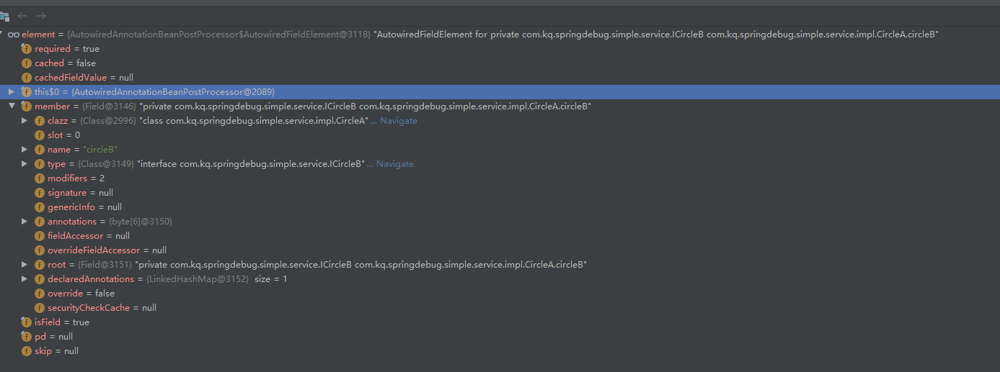 element = {AutowiredAnnotationBeanPostProcessor$AutowiredFieldElement@3118} "AutowiredFieldElement for private com.kq.springdebug.simple.service.ICircleB com.kq.springdebug.simple.service.impl.CircleA.circleB"
required = true
cached = false
cachedFieldValue = null
this$0 = {AutowiredAnnotationBeanPostProcessor@2089}
member = {Field@3146} "private com.kq.springdebug.simple.service.ICircleB com.kq.springdebug.simple.service.impl.CircleA.circleB"
clazz = {Class@2996} "class com.kq.springdebug.simple.service.impl.CircleA"... Navigate
slot = 0
name = "circleB"
type = {Class@3149} "interface com.kq.springdebug.simple.service.ICircleB"... Navigate
modifiers = 2
signature = null
genericInfo = null
annotations = {byte[6]@3150}
fieldAccessor = null
overrideFieldAccessor = null
root = {Field@3151} "private com.kq.springdebug.simple.service.ICircleB com.kq.springdebug.simple.service.impl.CircleA.circleB"
declaredAnnotations = {LinkedHashMap@3152} size = 1
override = false
securityCheckCache = null
isField = true
pd = null
skip = null